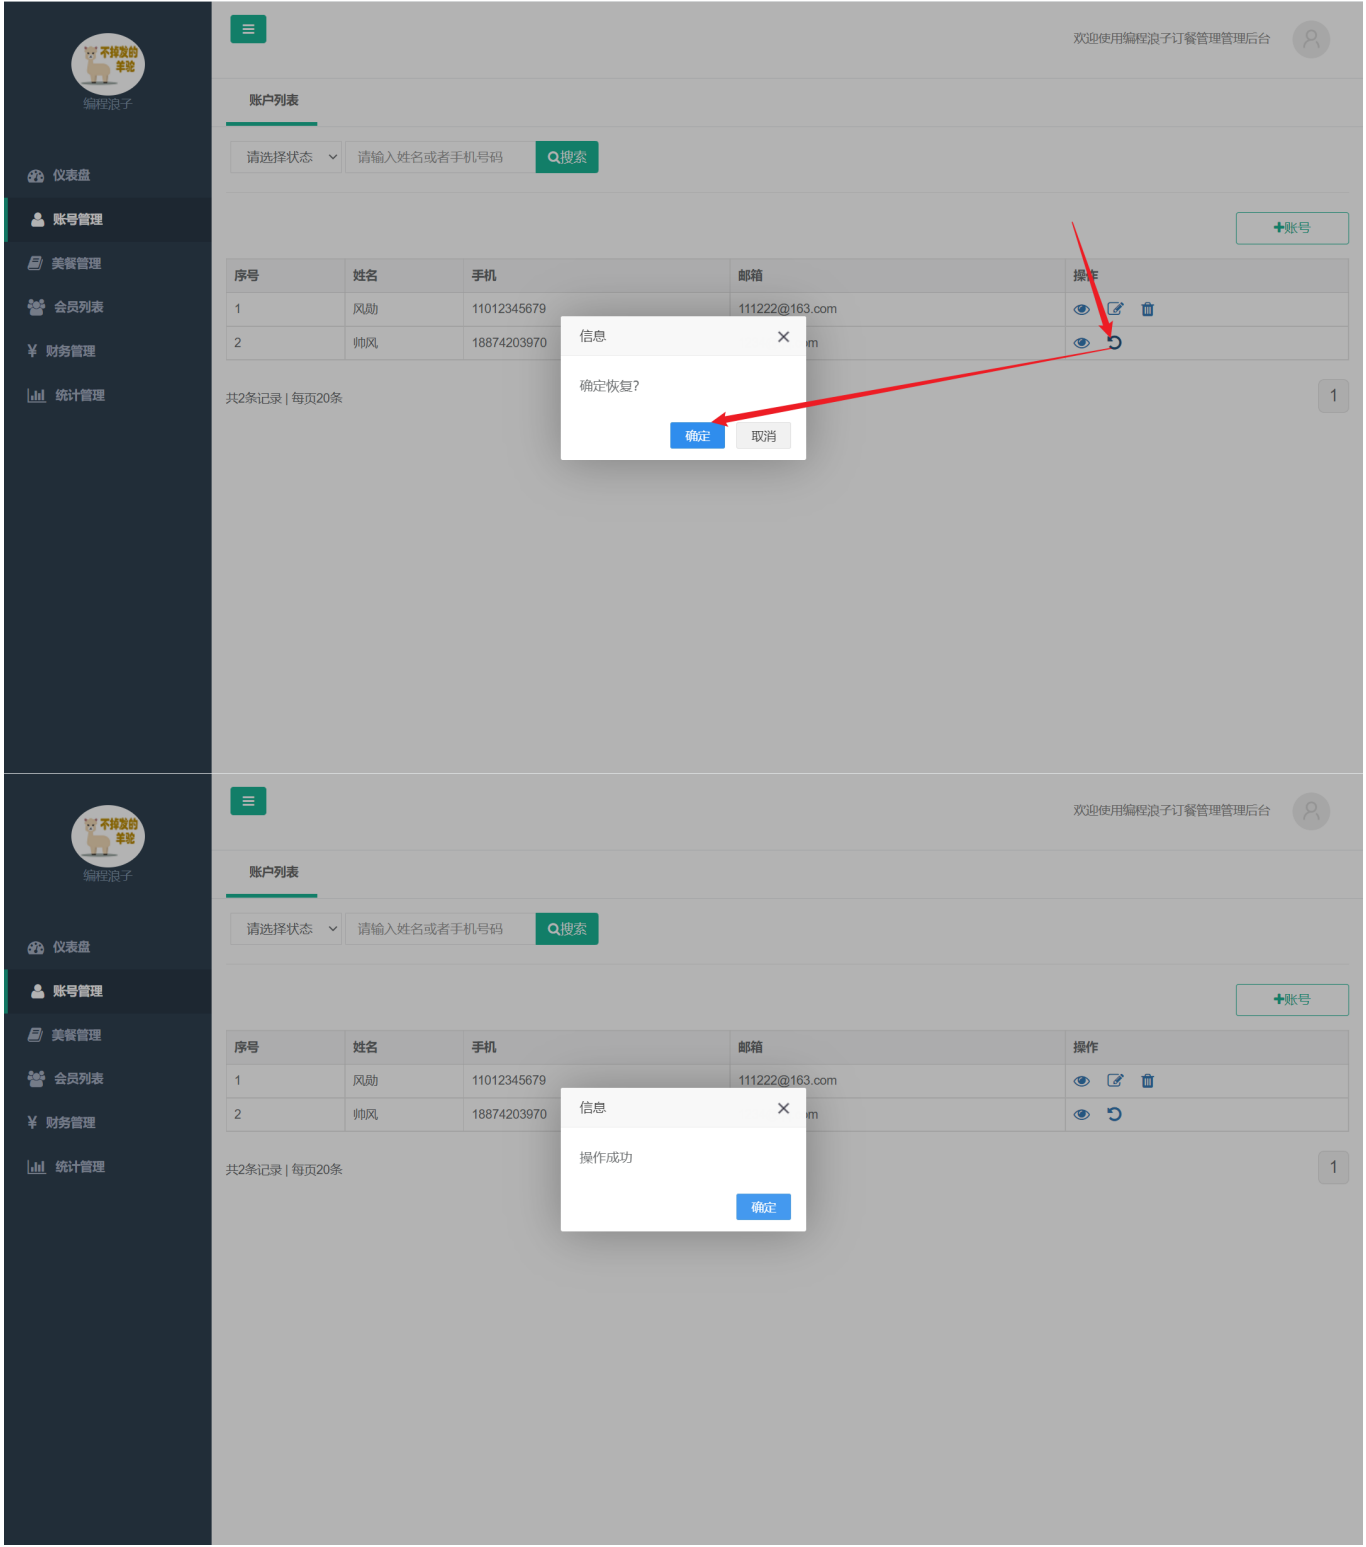 不掉发的
羊驼
编程浪子
仪表盘
账号管理
美餐管理
会员列表
¥ 财务管理
统计管理
欢迎使用编程浪子订餐管理管理后台
账户列表
请选择状态 请输入姓名或者手机号码 搜索
+账号
序号 姓名 手机 邮箱 操作
1 风勋 11012345679 111222@163.com
2 帅风 18874203970 om
共2条记录 | 每页20条 1
信息
确定恢复?
确定 取消
不掉发的
羊驼
编程浪子
仪表盘
账号管理
美餐管理
会员列表
¥ 财务管理
统计管理
欢迎使用编程浪子订餐管理管理后台
账户列表
请选择状态 请输入姓名或者手机号码 搜索
+账号
序号 姓名 手机 邮箱 操作
1 风勋 11012345679 111222@163.com
2 帅风 18874203970 om
共2条记录 | 每页20条 1
信息
操作成功
确定